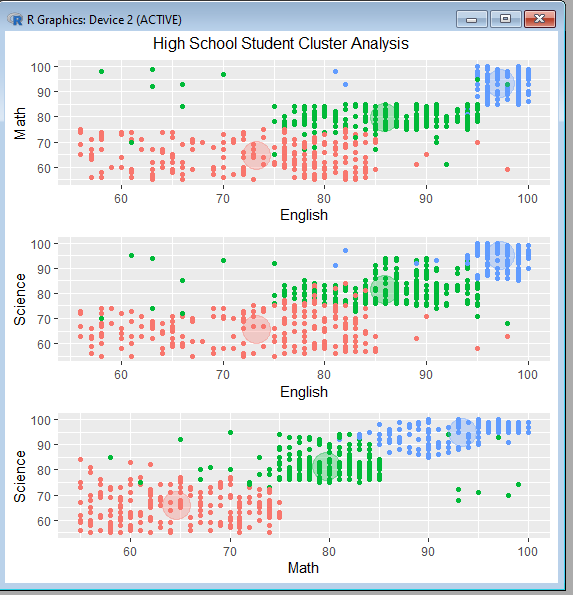 R Graphics: Device 2 (ACTIVE)
High School Student Cluster Analysis
100
90
80
70
60
Math
60 70 80 90 100
English
100
90
80
70
60
Science
60 70 80 90 100
English
100
90
80
70
60
Science
60 70 80 90 100
Math